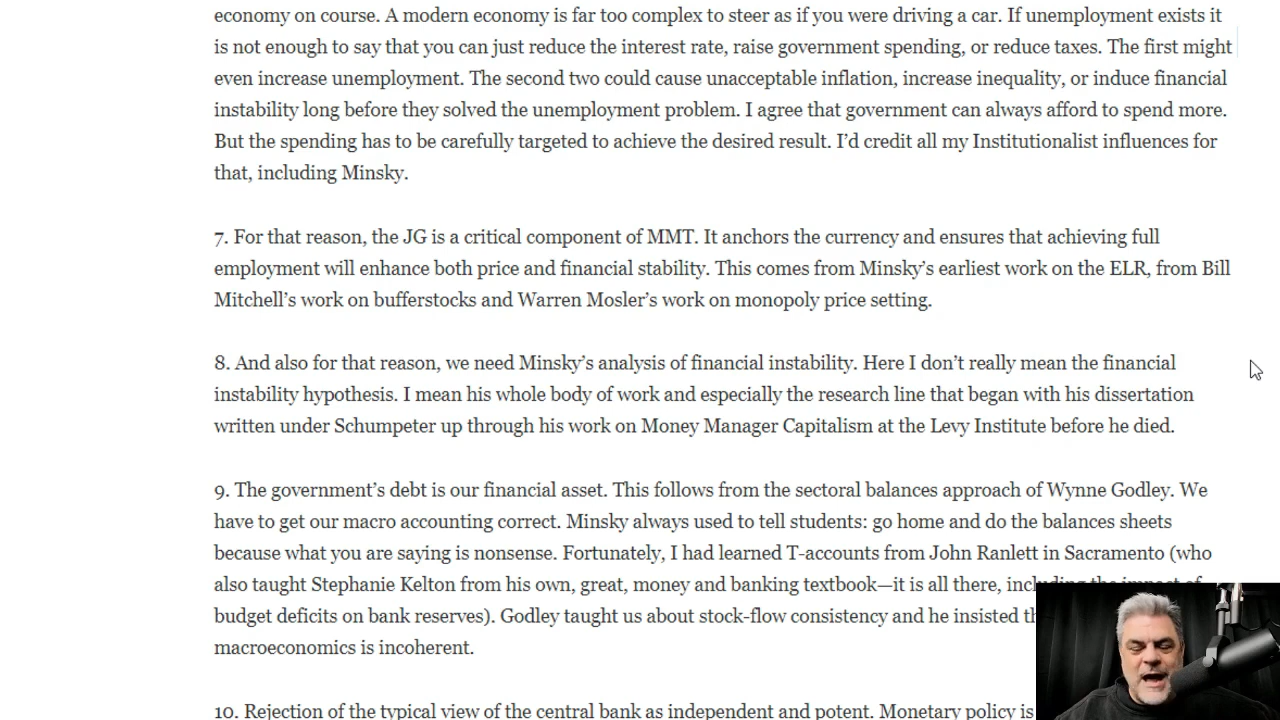 economy on course. A modern economy is far too complex to steer as if you were driving a car. If unemployment exists it
is not enough to say that you can just reduce the interest rate, raise government spending, or reduce taxes. The first might
even increase unemployment. The second two could cause unacceptable inflation, increase inequality, or induce financial
instability long before they solved the unemployment problem. I agree that government can always afford to spend more.
But the spending has to be carefully targeted to achieve the desired result. I’d credit all my Institutionalist influences for
that, including Minsky.
7. For that reason, the JG is a critical component of MMT. It anchors the currency and ensures that achieving full
employment will enhance both price and financial stability. This comes from Minsky’s earliest work on the ELR, from Bill
Mitchell’s work on bufferstocks and Warren Mosler’s work on monopoly price setting.
8. And also for that reason, we need Minsky’s analysis of financial instability. Here I don’t really mean the financial
instability hypothesis. I mean his whole body of work and especially the research line that began with his dissertation
written under Schumpeter up through his work on Money Manager Capitalism at the Levy Institute before he died.
9. The government’s debt is our financial asset. This follows from the sectoral balances approach of Wynne Godley. We
have to get our macro accounting correct. Minsky always used to tell students: go home and do the balances sheets
because what you are saying is nonsense. Fortunately, I had learned T-accounts from John Ranlett in Sacramento (who
also taught Stephanie Kelton from his own, great, money and banking textbook—it is all there, including the impact of
budget deficits on bank reserves). Godley taught us about stock-flow consistency and he insisted
macroeconomics is incoherent.
10. Rejection of the typical view of the central bank as independent and potent. Monetary policy is